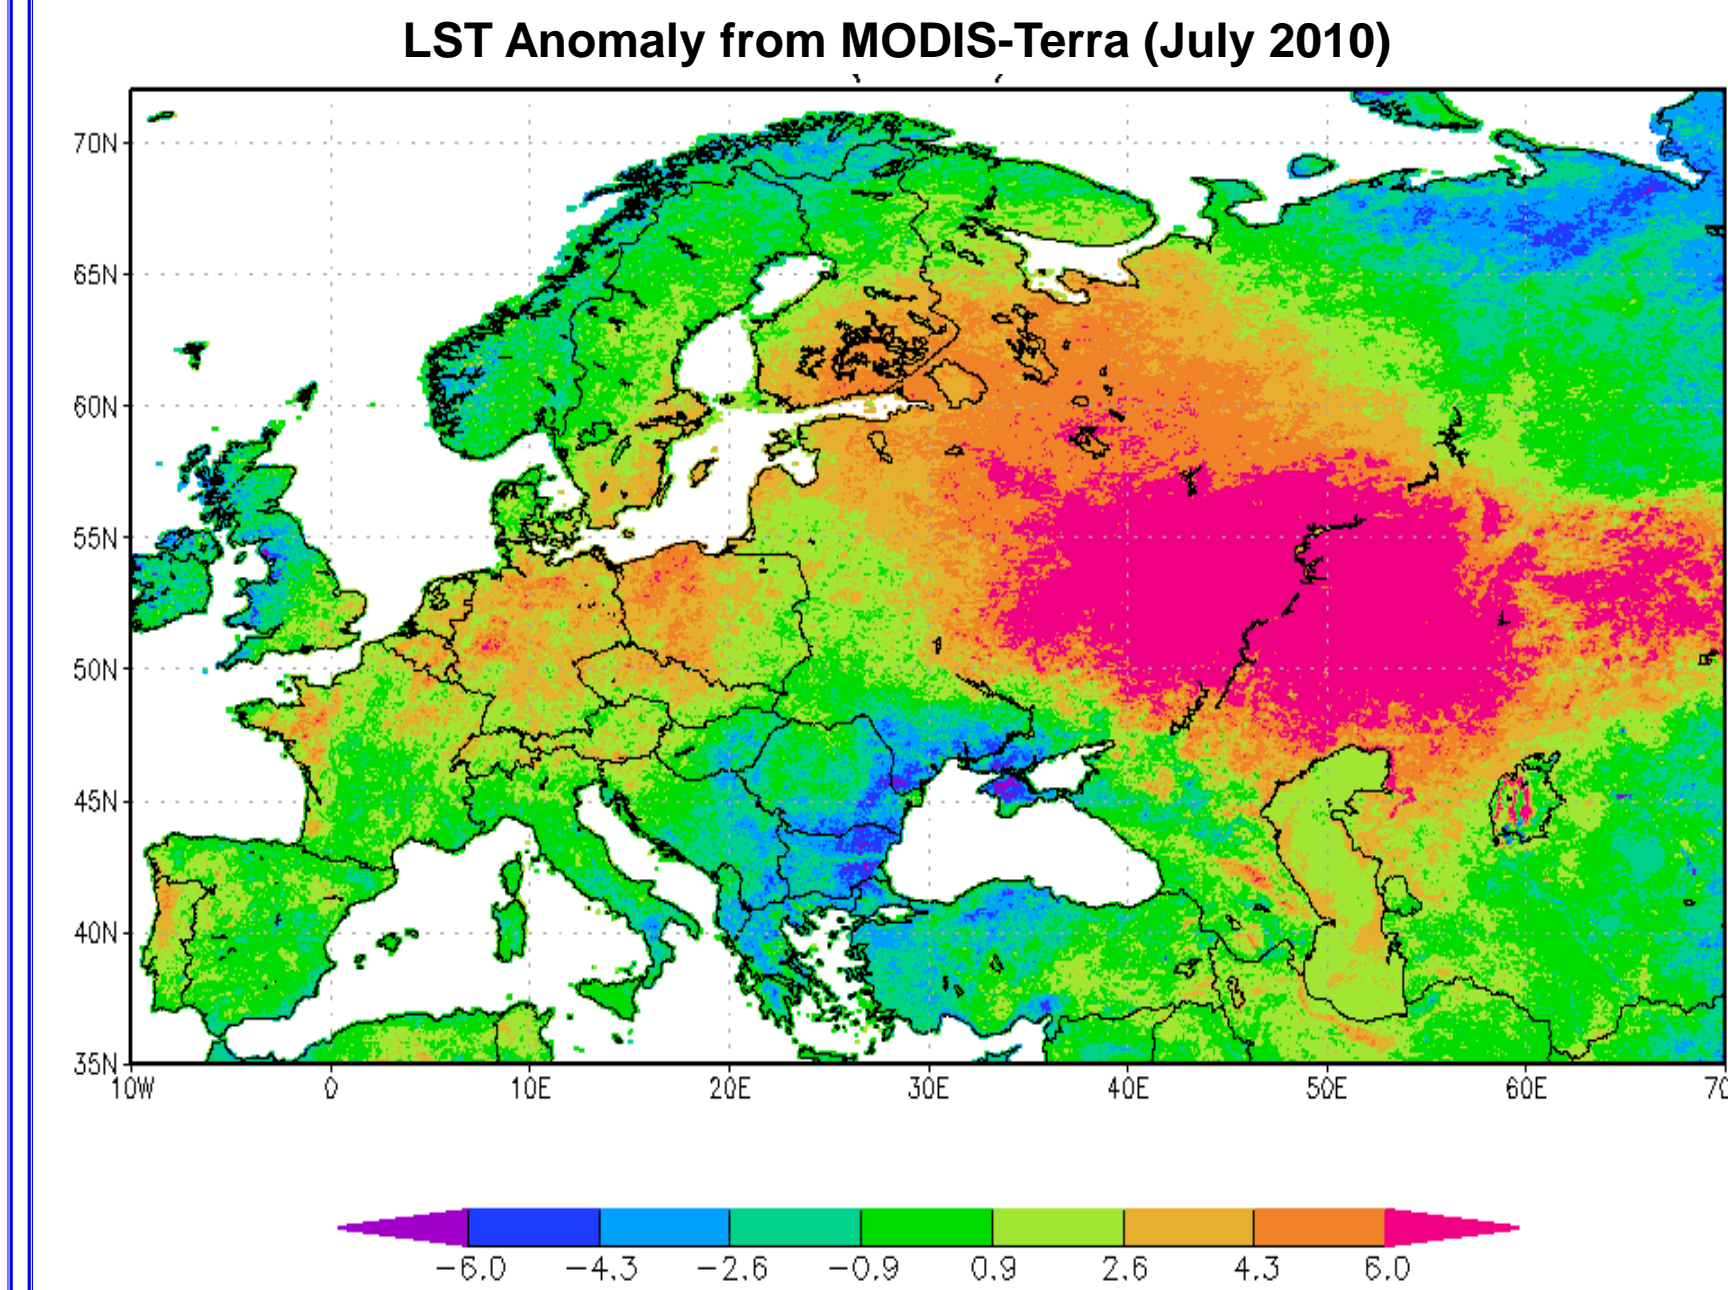 LST Anomaly from MODIS-Terra (July 2010)
70N
65N
60N
55N
50N
45N
40N
35N
10W 0 10E 20E 30E 40E 50E 60E 70
−6.0 −4.3 −2.6 −0.9 0.9 2.6 4.3 6.0